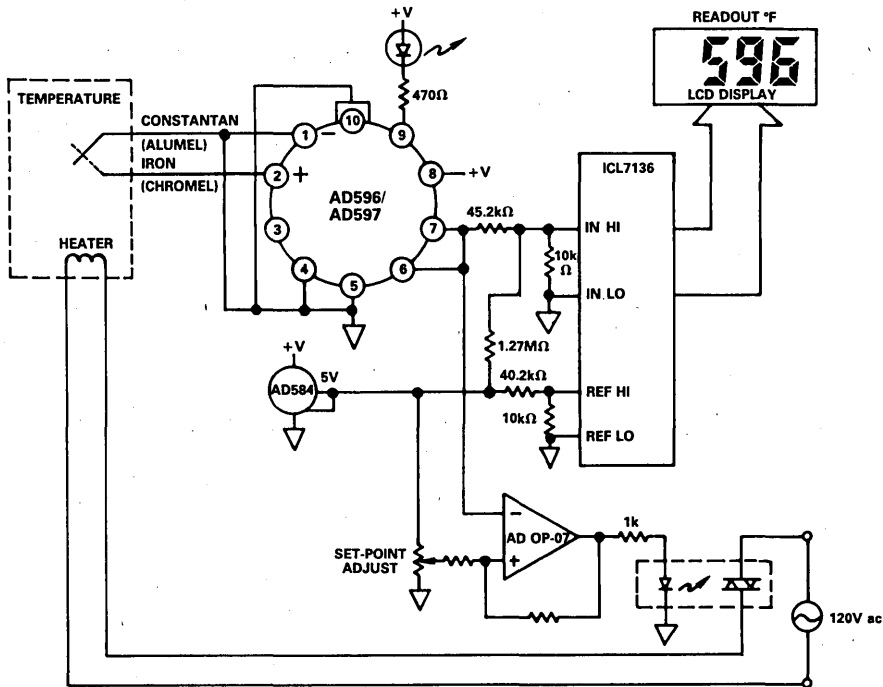 READOUT °F
596
LCD DISPLAY
+V
470Ω
TEMPERATURE
CONSTANTAN
(ALUMEL)
IRON
(CHROMEL)
HEATER
1
−
2
+
3
4
5
6
7
8
9
10
+V
AD596/
AD597
45.2kΩ
ICL7136
IN HI
10k
Ω
IN LO
1.27MΩ
+V
5V
AD584
40.2kΩ
REF HI
10kΩ
REF LO
SET-POINT
ADJUST
−
+
AD OP-07
1k
120V ac